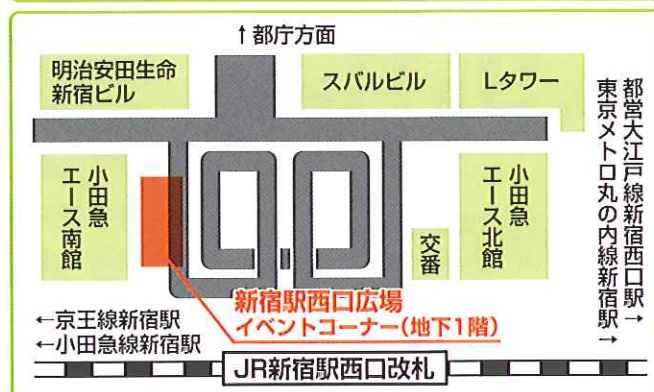 ↑都庁方面
明治安田生命
新宿ビル
スバルビル
Lタワー
都営大江戸線新宿西口駅→
東京メトロ丸の内線新宿駅→
小田急
エース南館
交番
小田急
エース北館
新宿駅西口広場
イベントコーナー(地下1階)
←京王線新宿駅
←小田急線新宿駅
JR新宿駅西口改札